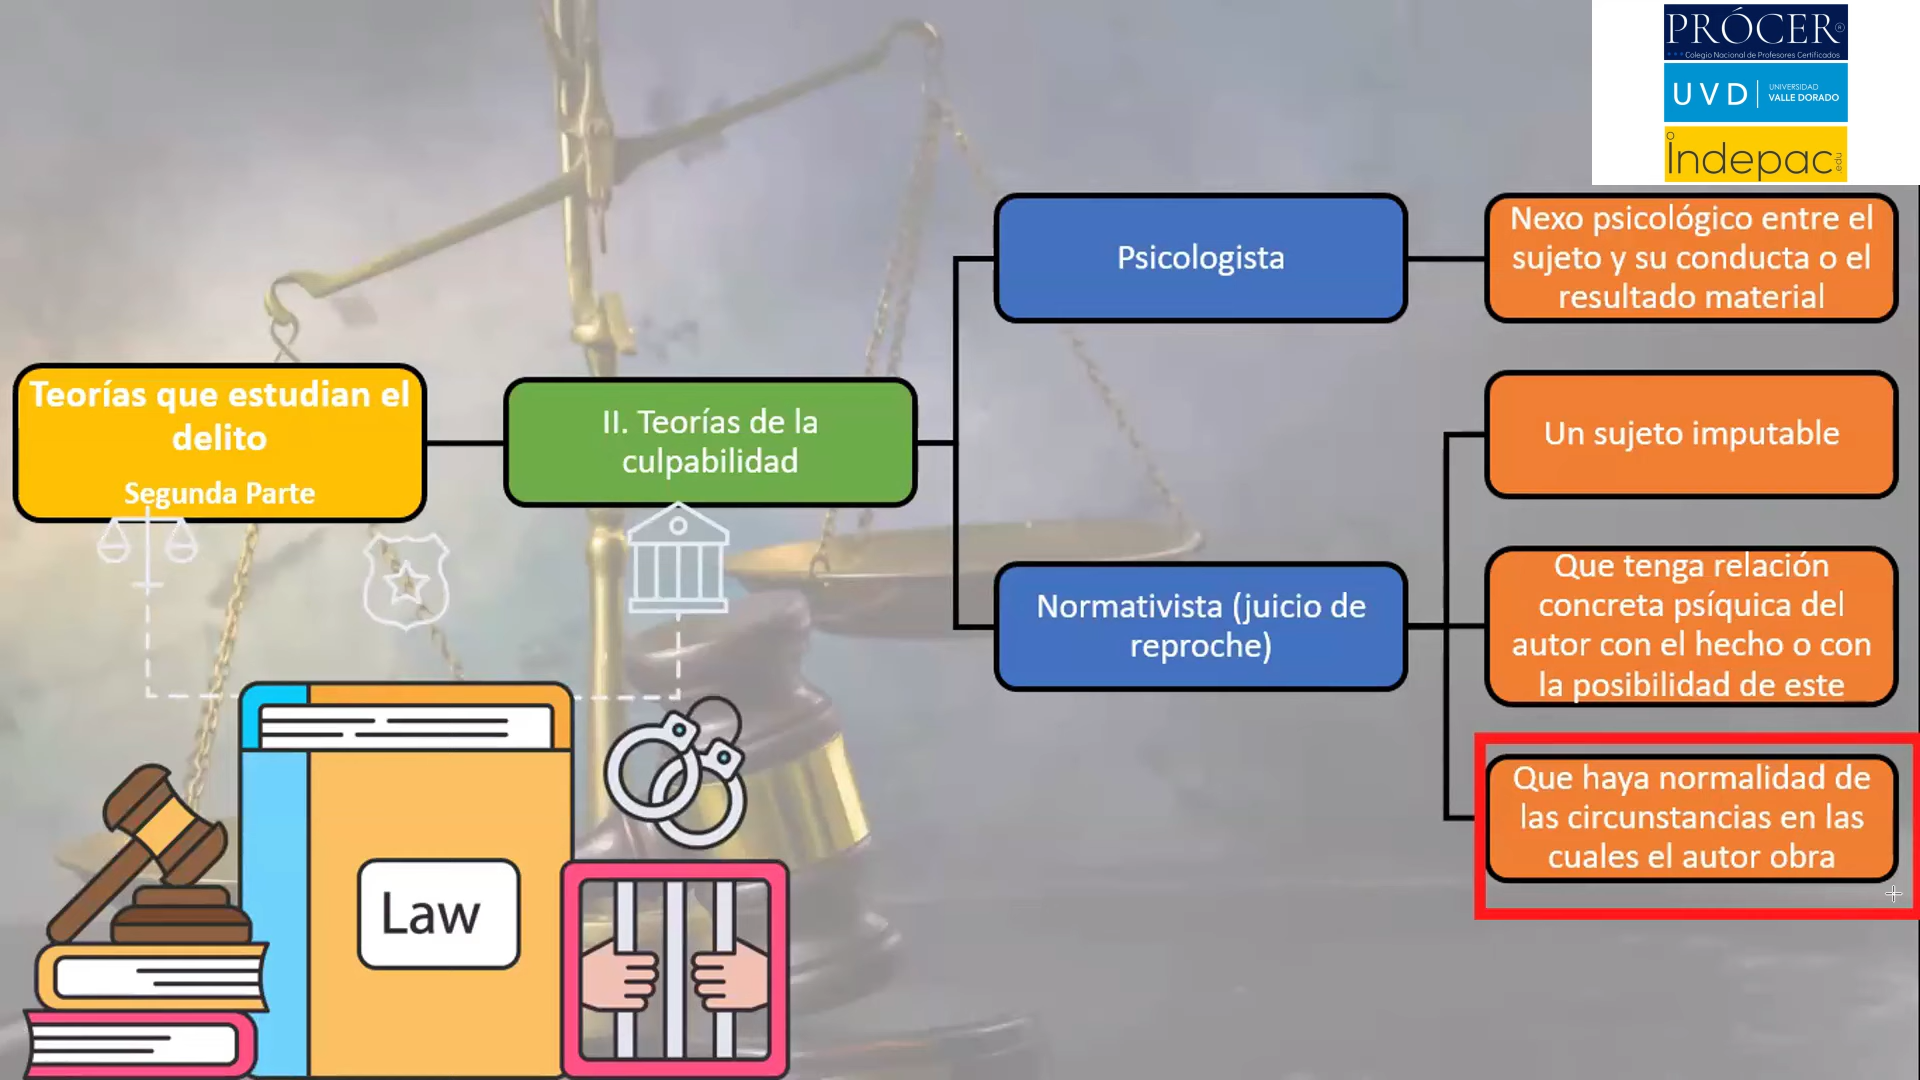 PRÓCER
Colegio Nacional de Profesores Certificados
UVD
UNIVERSIDAD
VALLE DORADO
Indepac
.edu
Teorías que estudian el
delito
Segunda Parte
II. Teorías de la
culpabilidad
Psicologista
Nexo psicológico entre el
sujeto y su conducta o el
resultado material
Normativista (juicio de
reproche)
Un sujeto imputable
Que tenga relación
concreta psíquica del
autor con el hecho o con
la posibilidad de este
Que haya normalidad de
las circunstancias en las
cuales el autor obra
Law